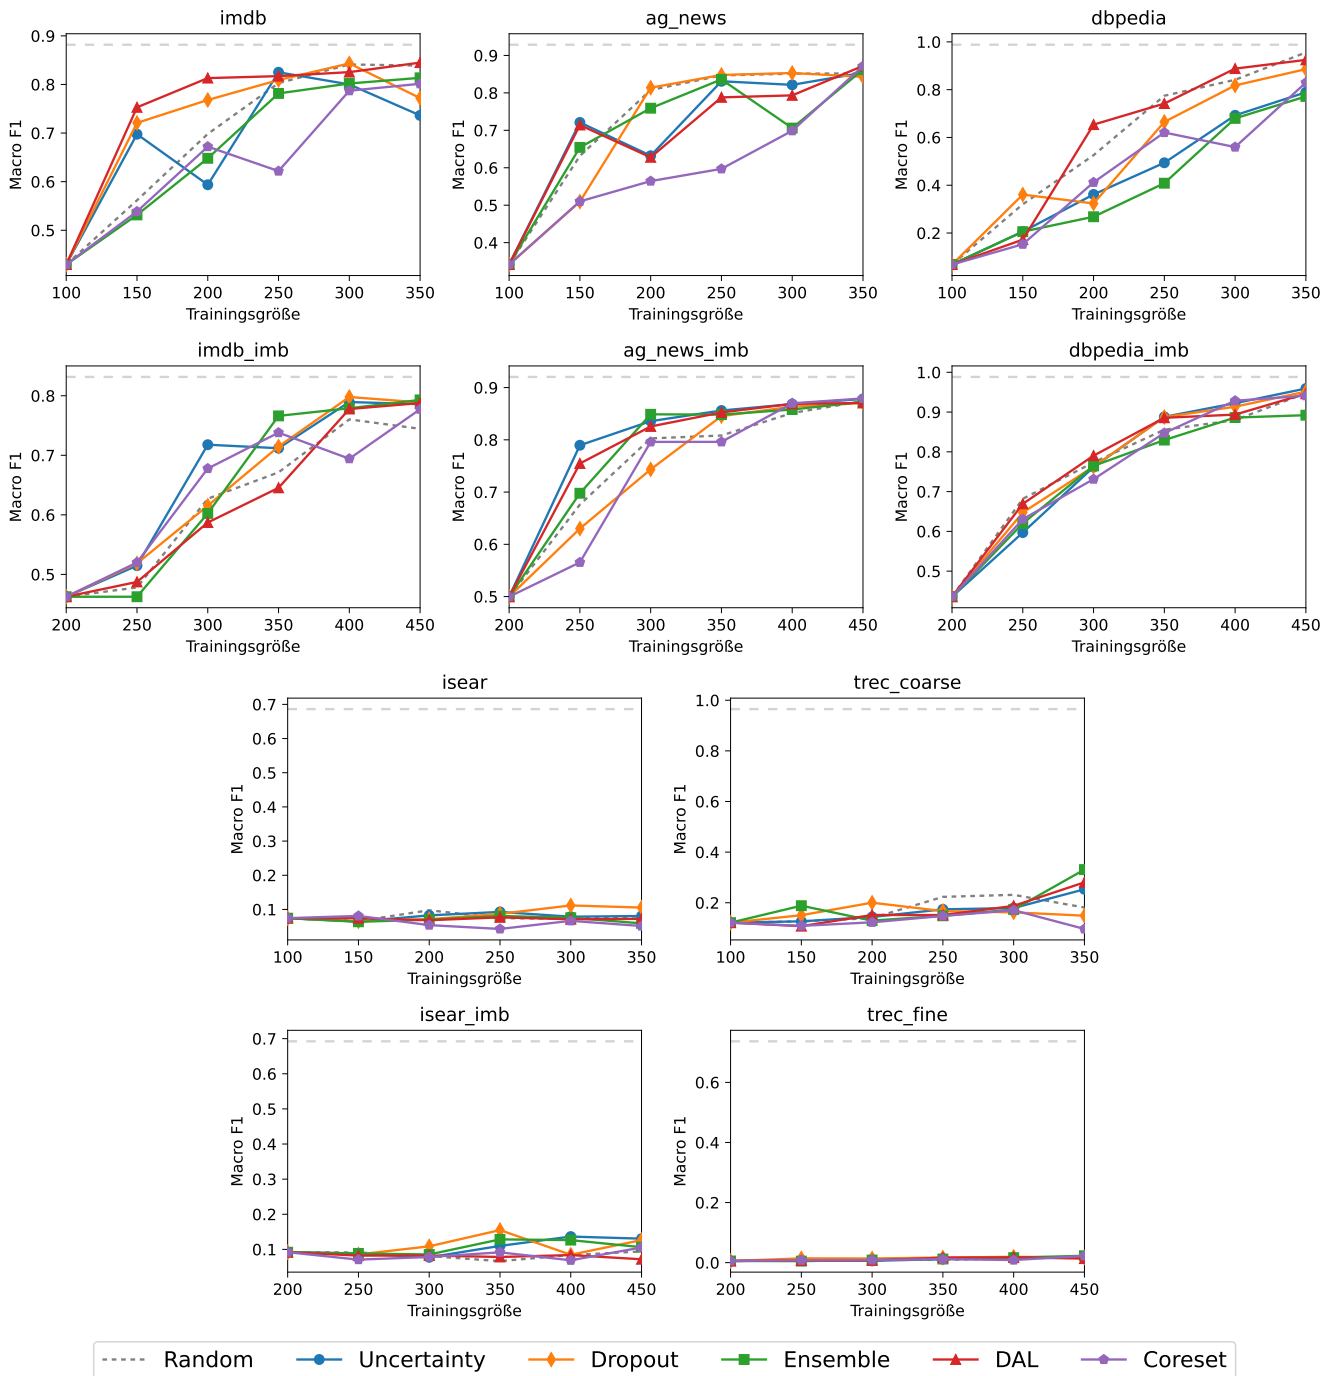 imdb
0.9
0.8
0.7
0.6
0.5
Macro F1
100 150 200 250 300 350
Trainingsgröße
ag_news
0.9
0.8
0.7
0.6
0.5
0.4
Macro F1
100 150 200 250 300 350
Trainingsgröße
dbpedia
1.0
0.8
0.6
0.4
0.2
Macro F1
100 150 200 250 300 350
Trainingsgröße
imdb_imb
0.8
0.7
0.6
0.5
Macro F1
200 250 300 350 400 450
Trainingsgröße
ag_news_imb
0.9
0.8
0.7
0.6
0.5
Macro F1
200 250 300 350 400 450
Trainingsgröße
dbpedia_imb
1.0
0.9
0.8
0.7
0.6
0.5
Macro F1
200 250 300 350 400 450
Trainingsgröße
isear
0.7
0.6
0.5
0.4
0.3
0.2
0.1
Macro F1
100 150 200 250 300 350
Trainingsgröße
trec_coarse
1.0
0.8
0.6
0.4
0.2
Macro F1
100 150 200 250 300 350
Trainingsgröße
isear_imb
0.7
0.6
0.5
0.4
0.3
0.2
0.1
Macro F1
200 250 300 350 400 450
Trainingsgröße
trec_fine
0.6
0.4
0.2
0.0
Macro F1
200 250 300 350 400 450
Trainingsgröße
Random Uncertainty Dropout Ensemble DAL Coreset